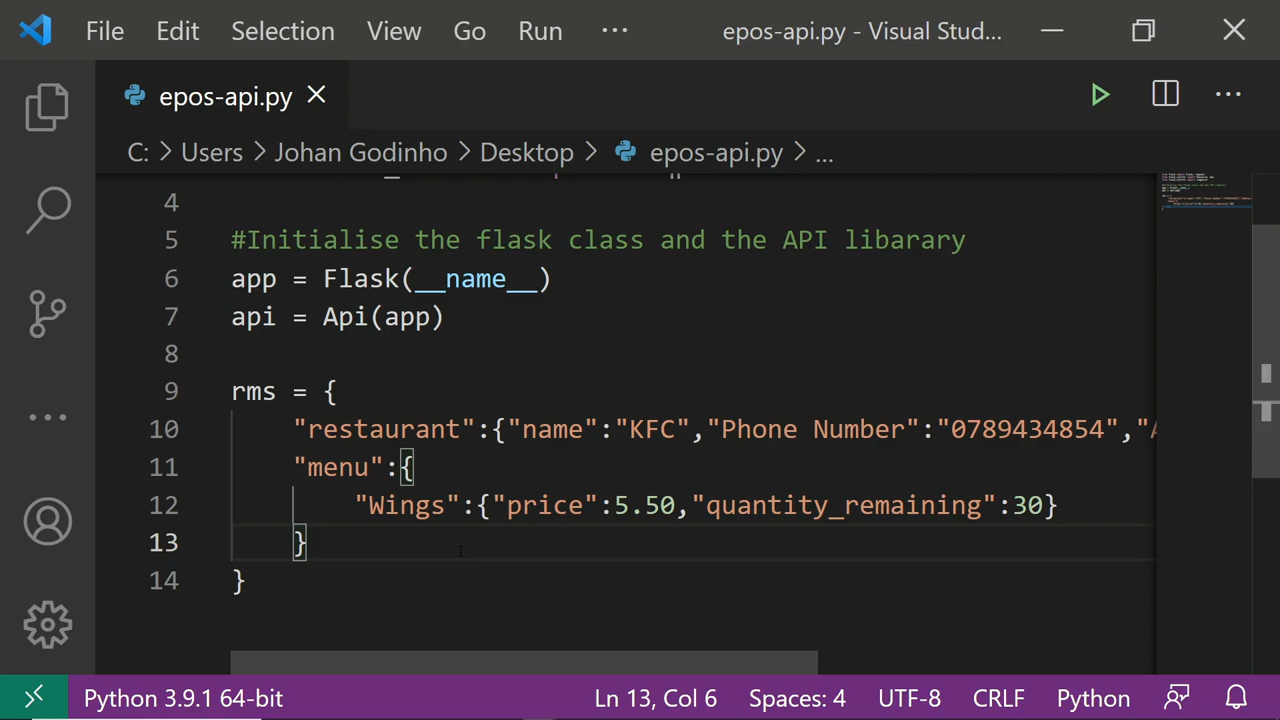 File Edit Selection View Go Run ··· epos-api.py - Visual Stud...
epos-api.py
C: > Users > Johan Godinho > Desktop > epos-api.py > ...
4
5 #Initialise the flask class and the API libarary
6 app = Flask(__name__)
7 api = Api(app)
8
9 rms = {
10 "restaurant":{"name":"KFC","Phone Number":"0789434854","A
11 "menu":{
12 "Wings":{"price":5.50,"quantity_remaining":30}
13 }
14 }
Python 3.9.1 64-bit Ln 13, Col 6 Spaces: 4 UTF-8 CRLF Python